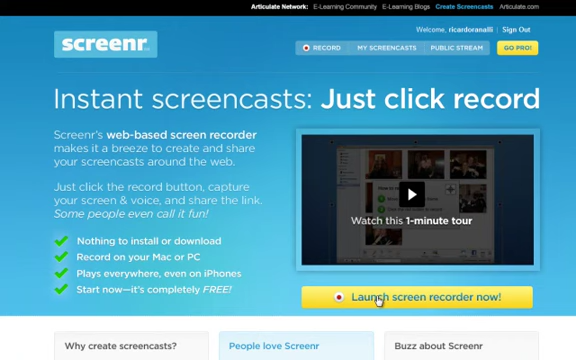 Articulate Network: E-Learning Community E-Learning Blogs Create Screencasts Articulate.com
Welcome, ricardoranalli Sign Out
screenr
RECORD MY SCREENCASTS PUBLIC STREAM GO PRO!
Instant screencasts: Just click record
Screenr's web-based screen recorder
makes it a breeze to create and share
your screencasts around the web.
Just click the record button, capture
your screen & voice, and share the link.
Some people even call it fun!
Nothing to install or download
Record on your Mac or PC
Plays everywhere, even on iPhones
Start now—it's completely FREE!
Watch this 1-minute tour
Launch screen recorder now!
Why create screencasts? People love Screenr Buzz about Screenr